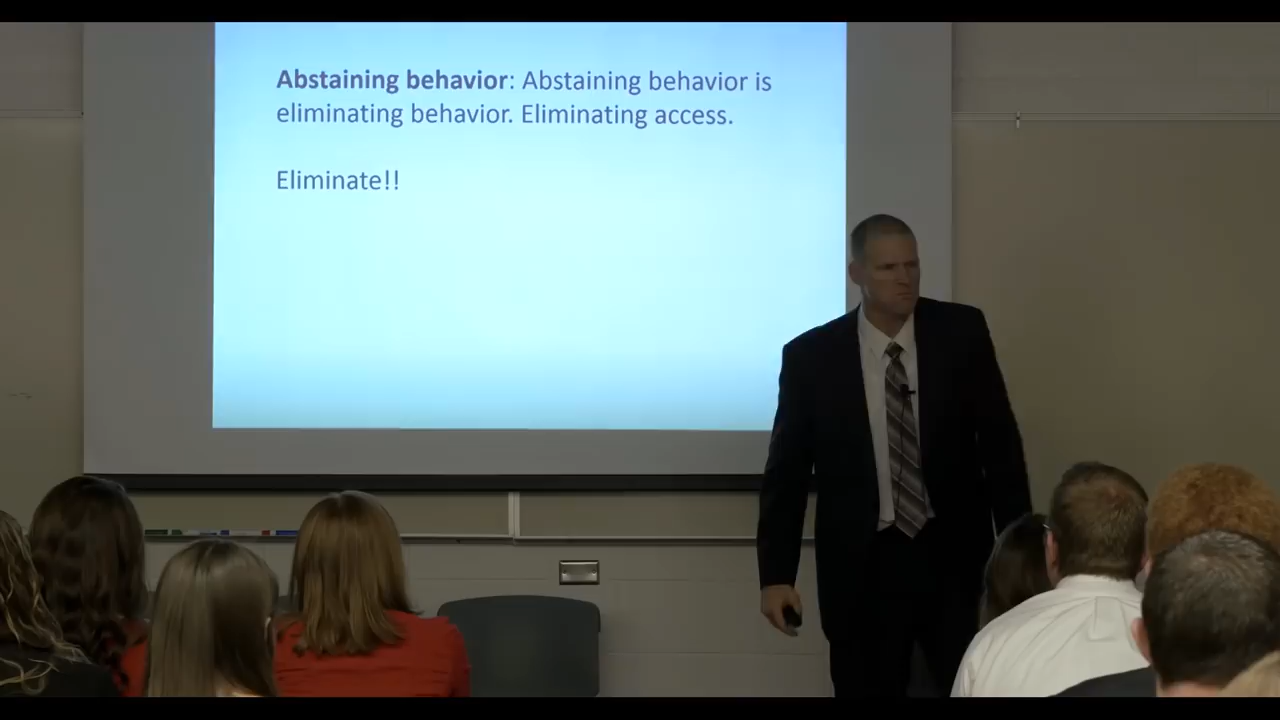 Abstaining behavior: Abstaining behavior is
eliminating behavior. Eliminating access.
Eliminate!!